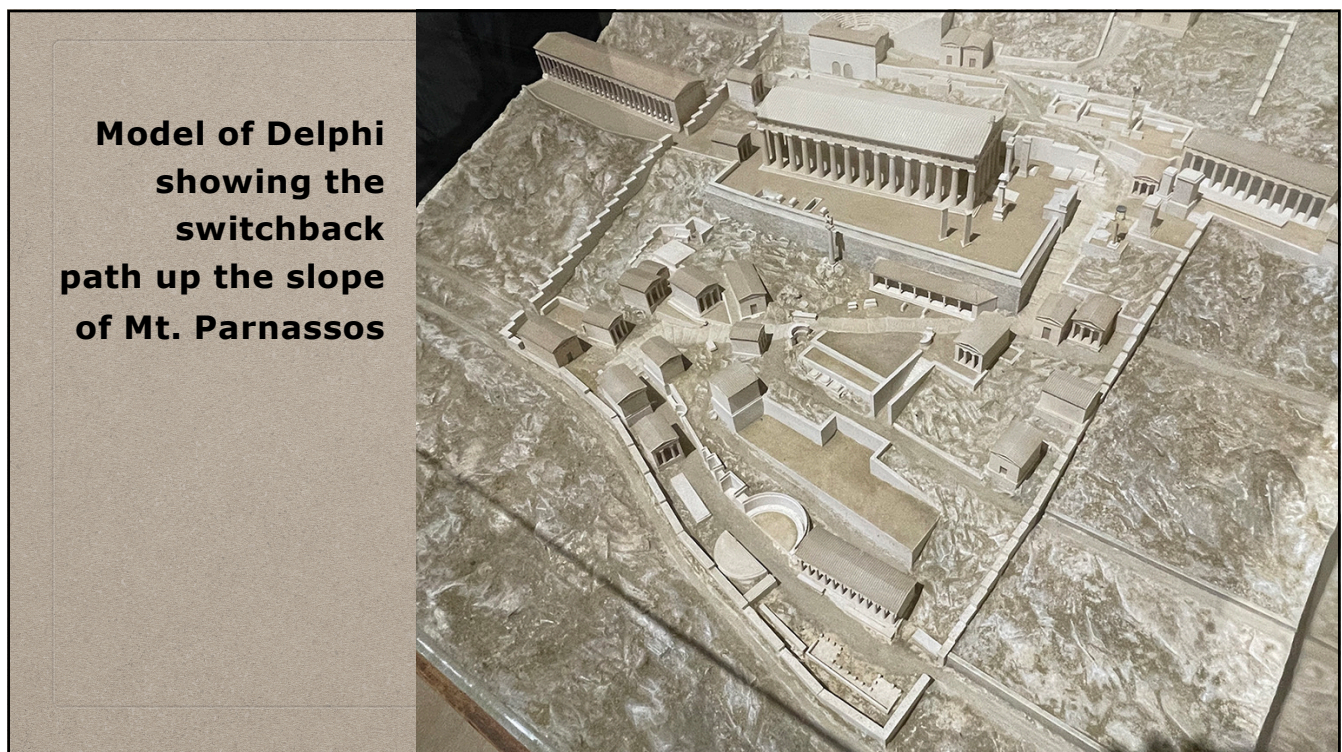 Model of Delphi
showing the
switchback
path up the slope
of Mt. Parnassos